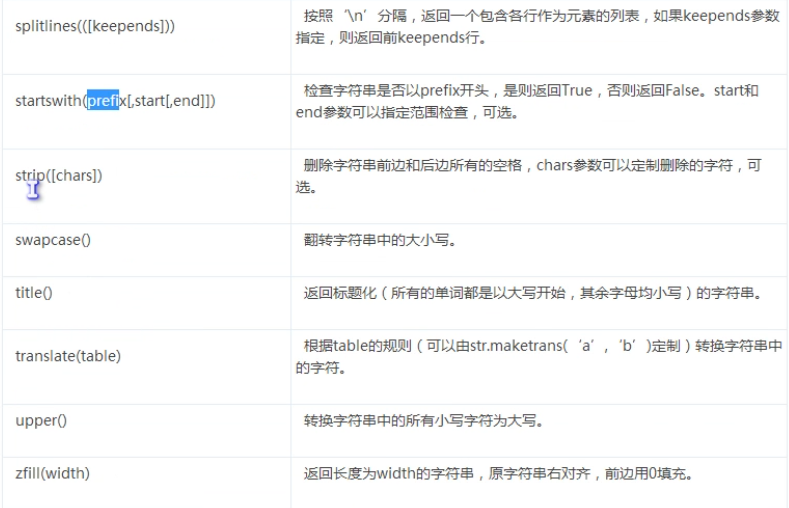 splitlines(([keepends]))
按照‘\n’分隔，返回一个包含各行作为元素的列表，如果keepends参数
指定，则返回前keepends行。
startswith(prefix[,start[,end]])
检查字符串是否以prefix开头，是则返回True，否则返回False。start和
end参数可以指定范围检查，可选。
strip([chars])
删除字符串前边和后边所有的空格，chars参数可以定制删除的字符，可
选。
swapcase()
翻转字符串中的大小写。
title()
返回标题化（所有的单词都是以大写开始，其余字母均小写）的字符串。
translate(table)
根据table的规则（可以由str.maketrans(‘a’,‘b’)定制）转换字符串中
的字符。
upper()
转换字符串中的所有小写字符为大写。
zfill(width)
返回长度为width的字符串，原字符串右对齐，前边用0填充。